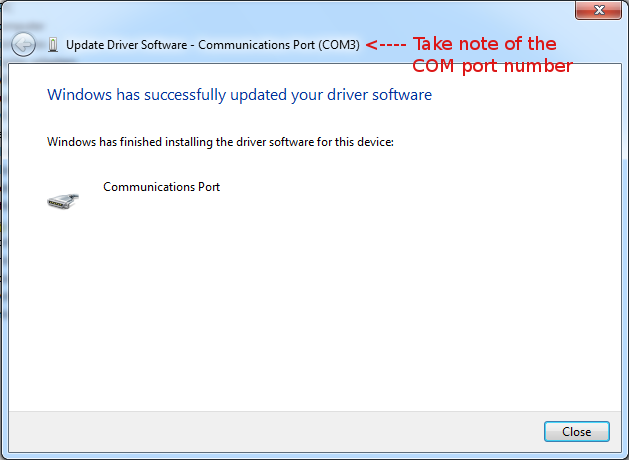 Update Driver Software - Communications Port (COM3) <---- Take note of the
COM port number
Windows has successfully updated your driver software
Windows has finished installing the driver software for this device:
Communications Port
Close